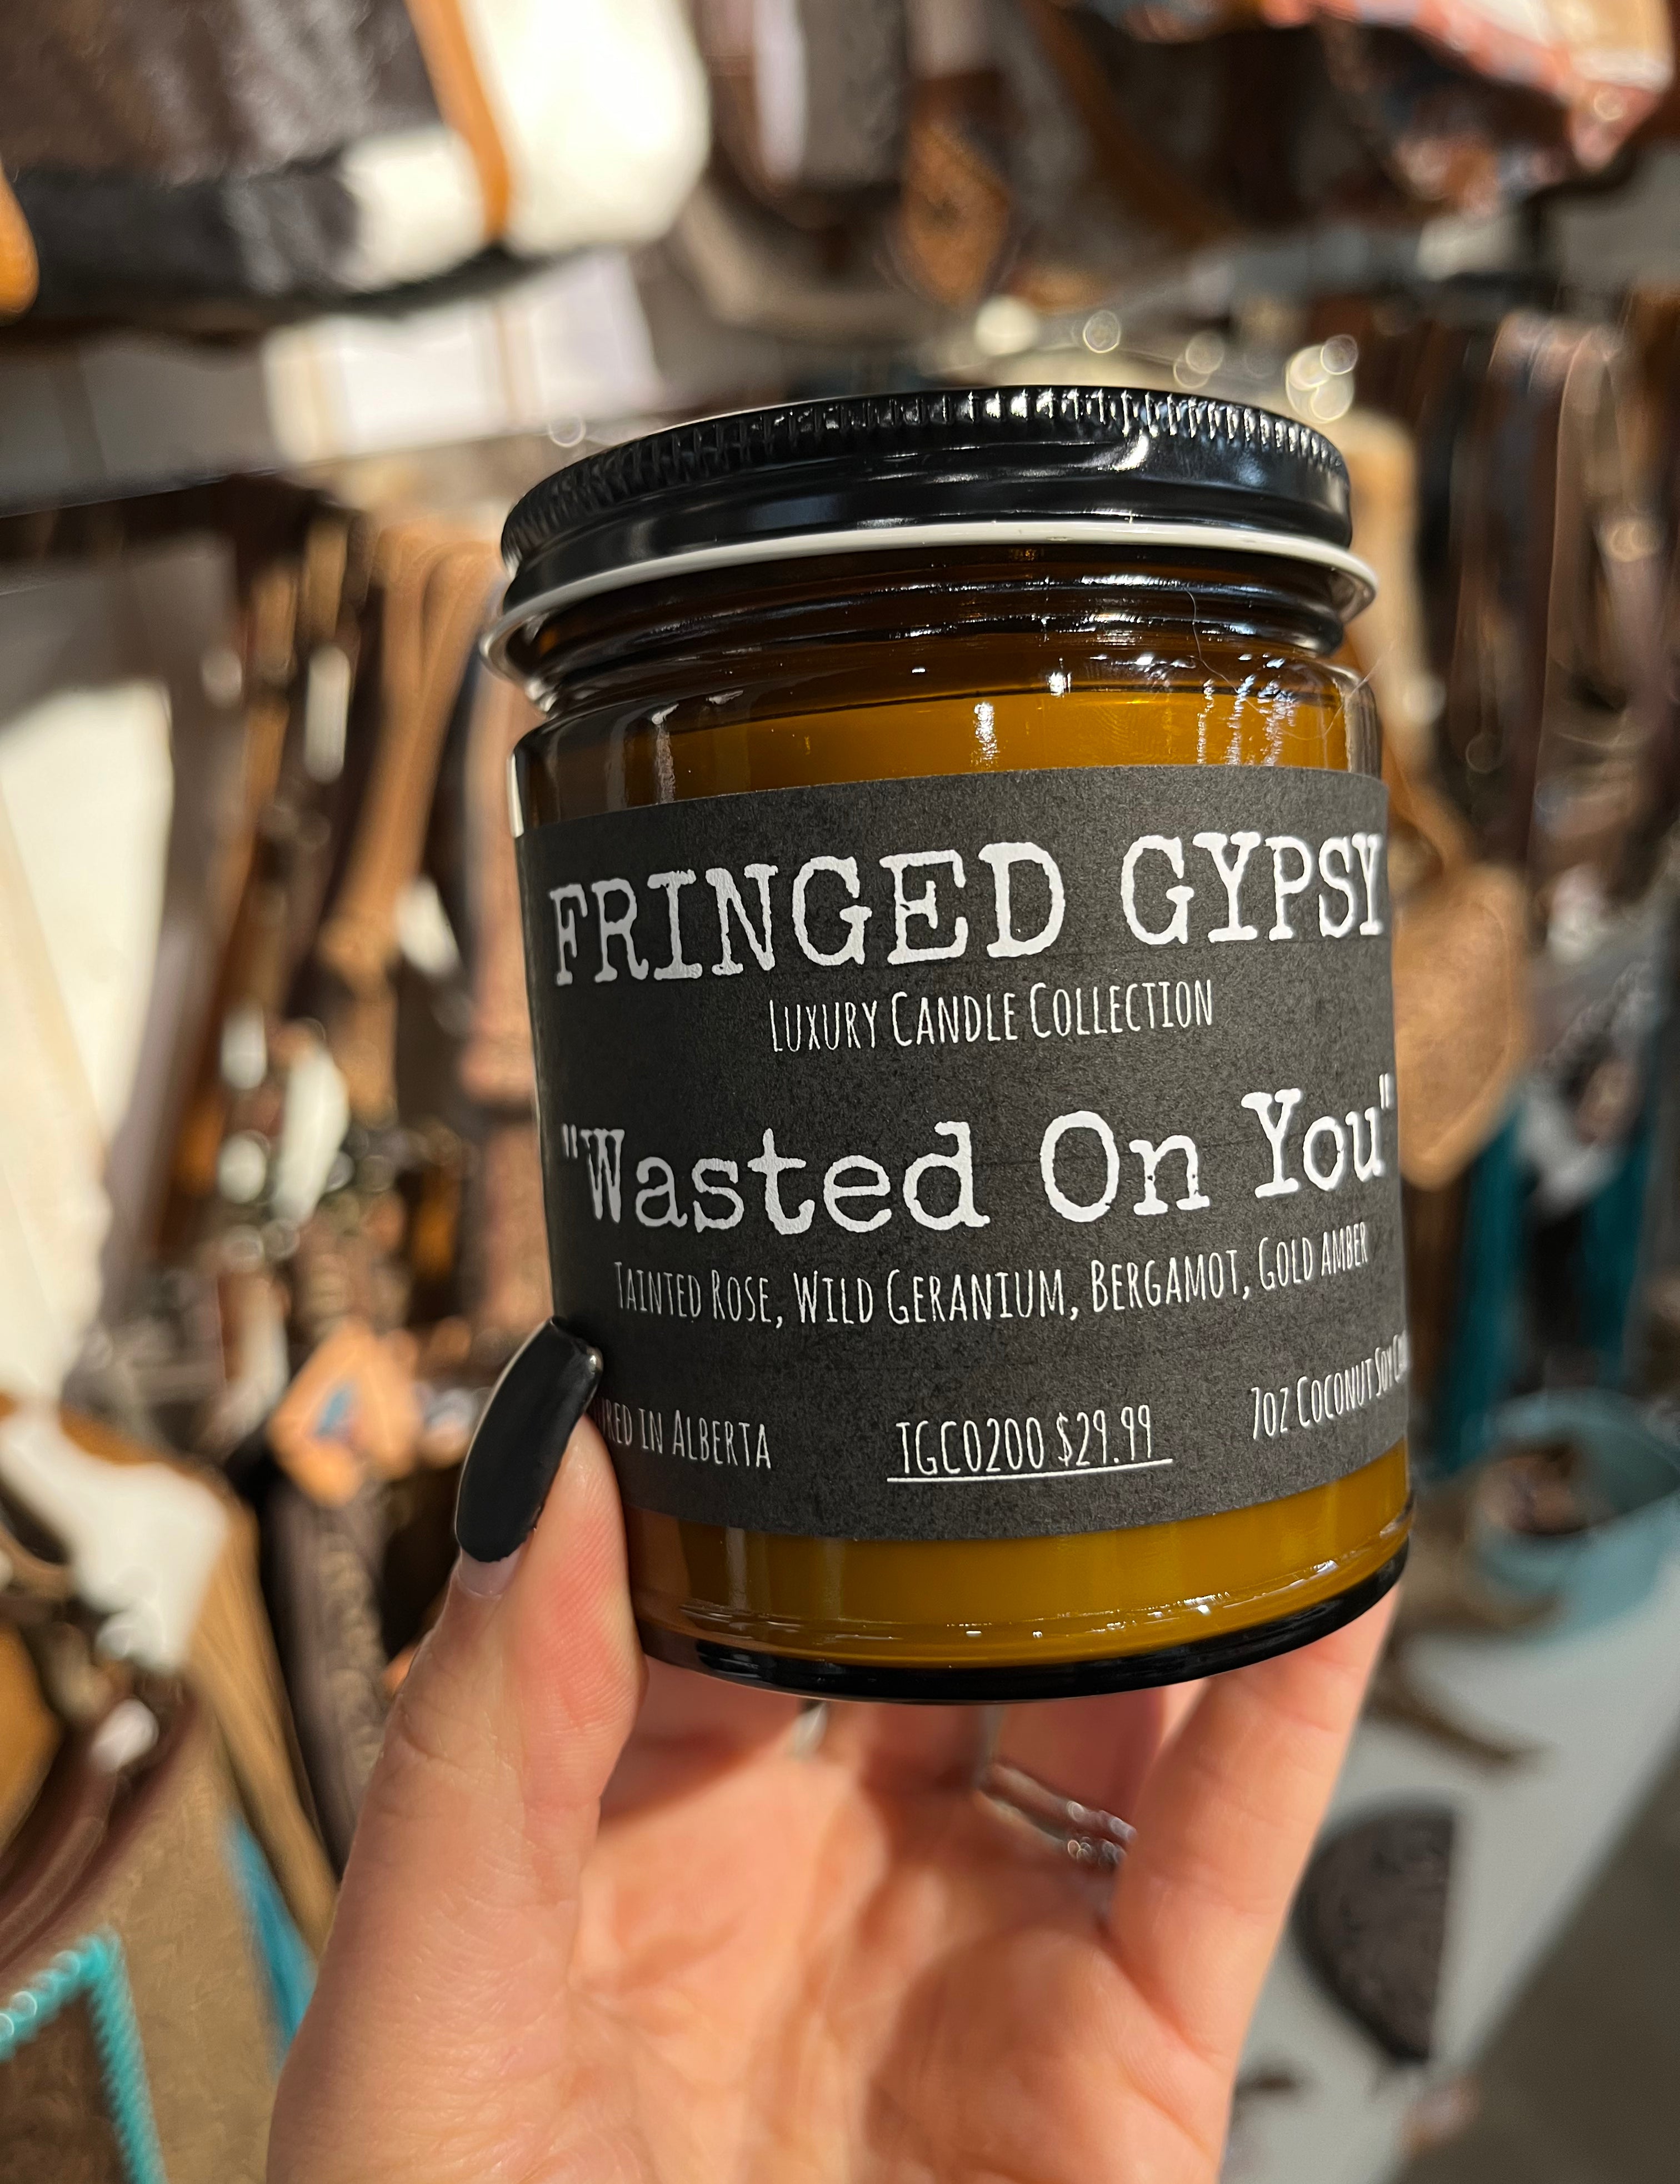 FRINGED GYPSY
LUXURY CANDLE COLLECTION
"Wasted On You"
TAINTED ROSE, WILD GERANIUM, BERGAMOT, GOLD AMBER
IN ALBERTA
TGCO200 $29.99
7OZ COCONUT SOY